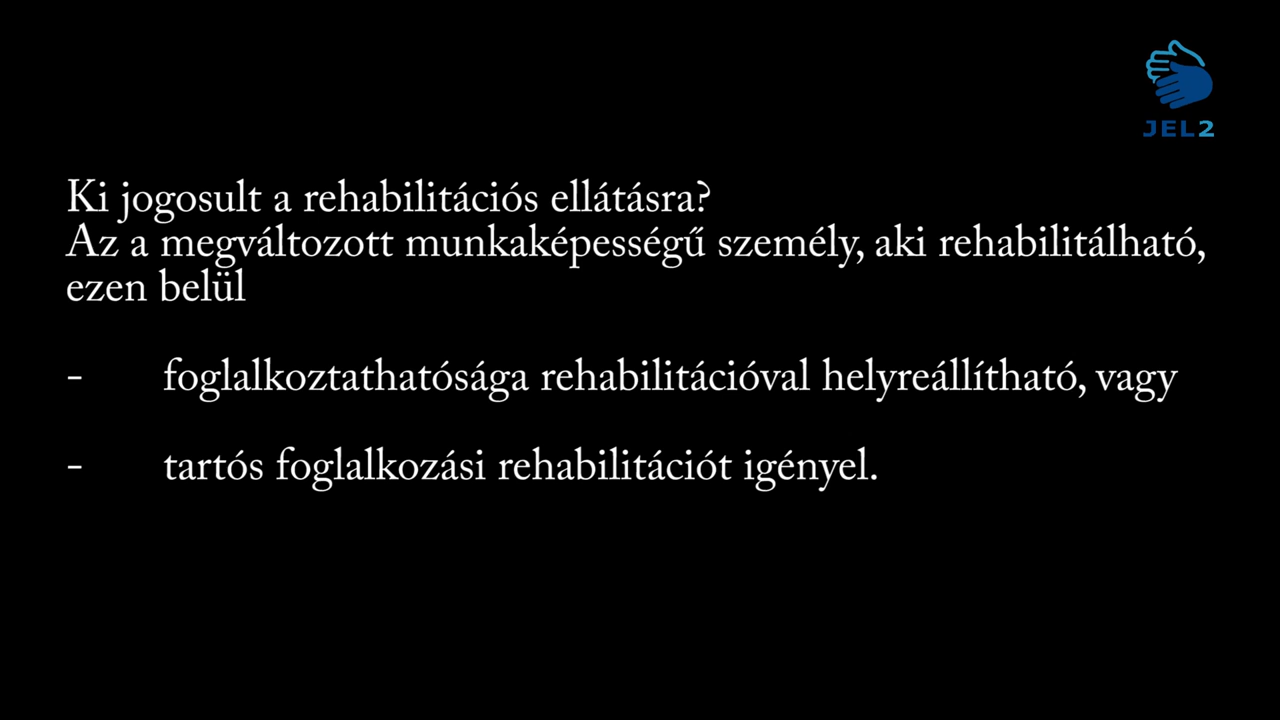 JEL2
Ki jogosult a rehabilitációs ellátásra?
Az a megváltozott munkaképességű személy, aki rehabilitálható,
ezen belül
- foglalkoztathatósága rehabilitációval helyreállítható, vagy
- tartós foglalkozási rehabilitációt igényel.